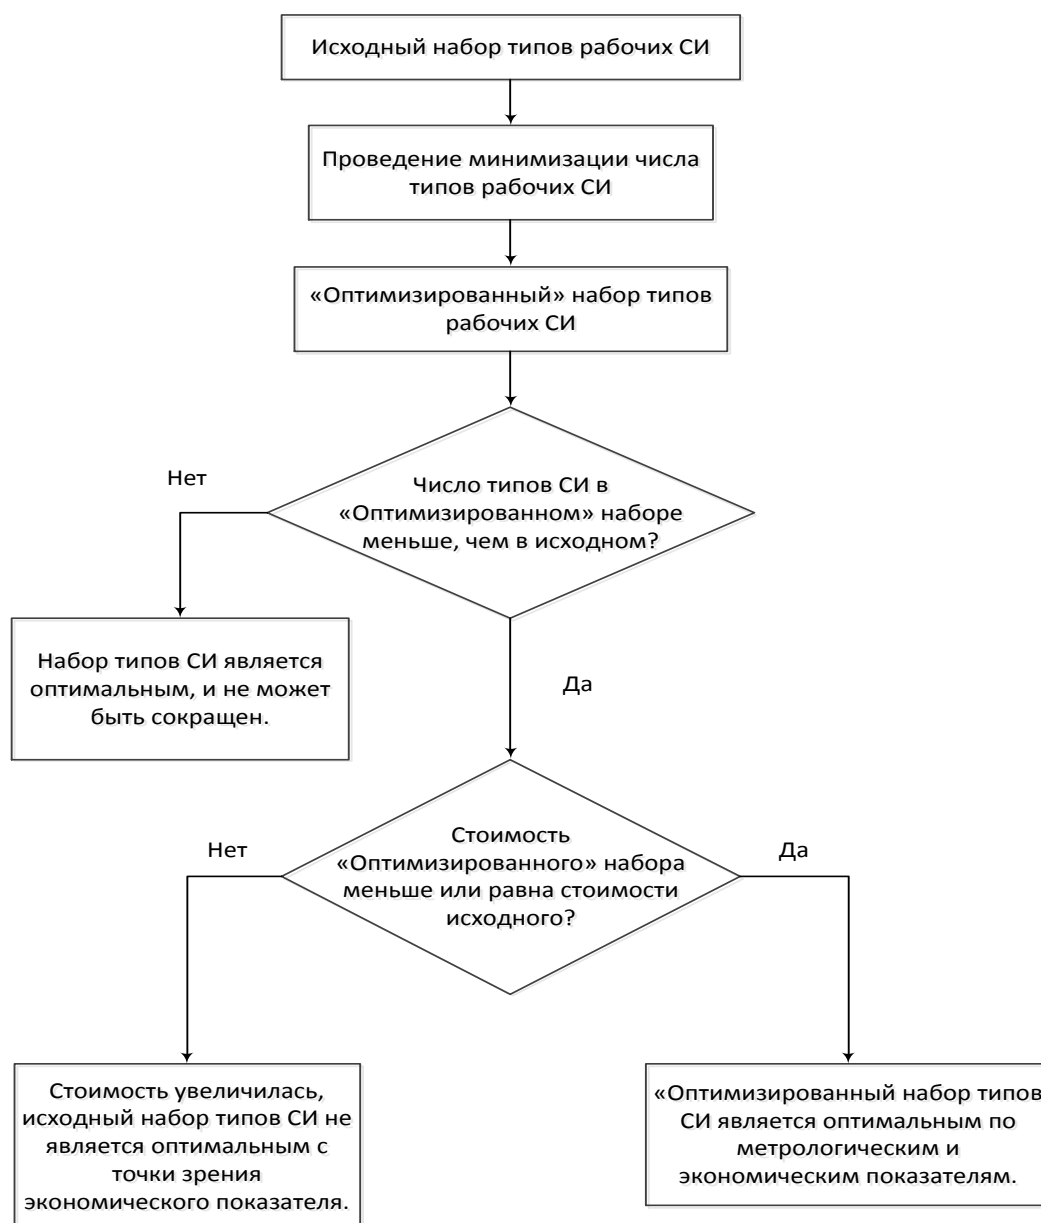 Исходный набор типов рабочих СИ
Проведение минимизации числа
типов рабочих СИ
«Оптимизированный» набор типов
рабочих СИ
Число типов СИ в
«Оптимизированном» наборе
меньше, чем в исходном?
Нет
Набор типов СИ является
оптимальным, и не может
быть сокращен.
Да
Стоимость
«Оптимизированного» набора
меньше или равна стоимости
исходного?
Нет
Да
Стоимость увеличилась,
исходный набор типов СИ не
является оптимальным с
точки зрения
экономического показателя.
«Оптимизированный набор типов
СИ является оптимальным по
метрологическим и
экономическим показателям.